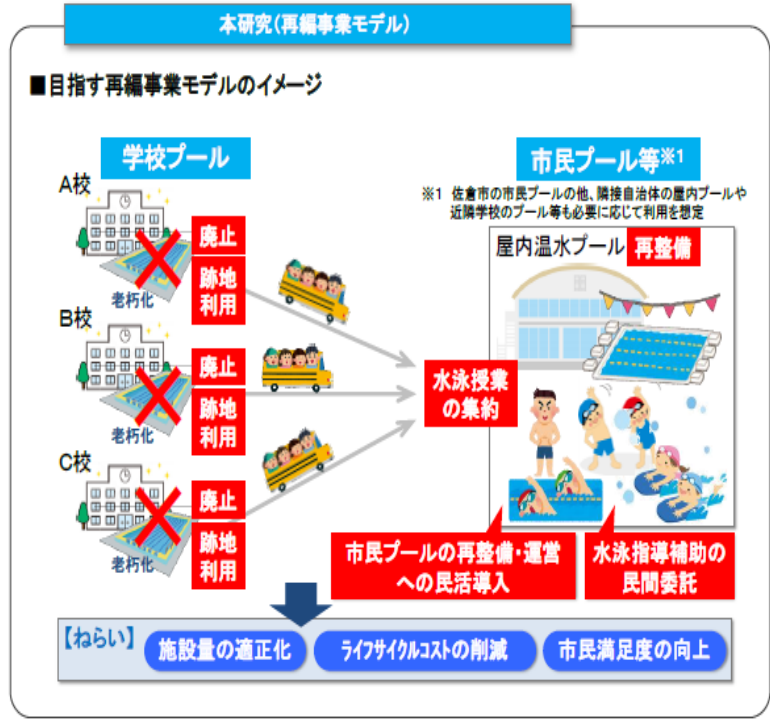 本研究(再編事業モデル)
■目指す再編事業モデルのイメージ
学校プール
市民プール等※1
※1 佐倉市の市民プールの他、隣接自治体の屋内プールや
近隣学校のプール等も必要に応じて利用を想定
A校
廃止
跡地
利用
老朽化
B校
廃止
跡地
利用
老朽化
C校
廃止
跡地
利用
老朽化
水泳授業
の集約
屋内温水プール
再整備
市民プールの再整備・運営
への民活導入
水泳指導補助の
民間委託
【ねらい】
施設量の適正化
ライフサイクルコストの削減
市民満足度の向上